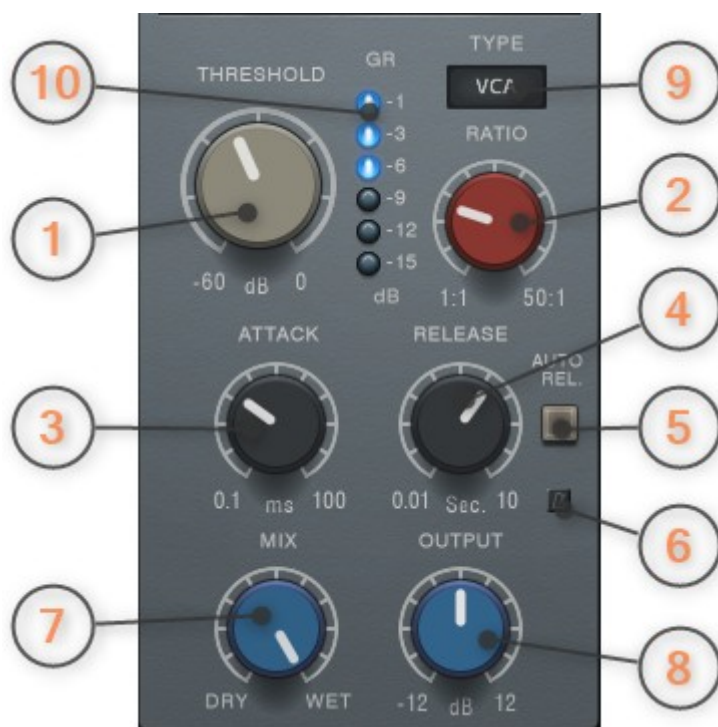 TYPE
GR
10
THRESHOLD
VCA
9
-1
RATIO
-3
-6
2
-9
1
-12
-15
-60 dB 0
dB
1:1 50:1
4
ATTACK
RELEASE
AUTO
REL.
3
5
0.1 ms 100
0.01 Sec. 10
6
MIX
OUTPUT
7
8
DRY WET
-12 dB 12